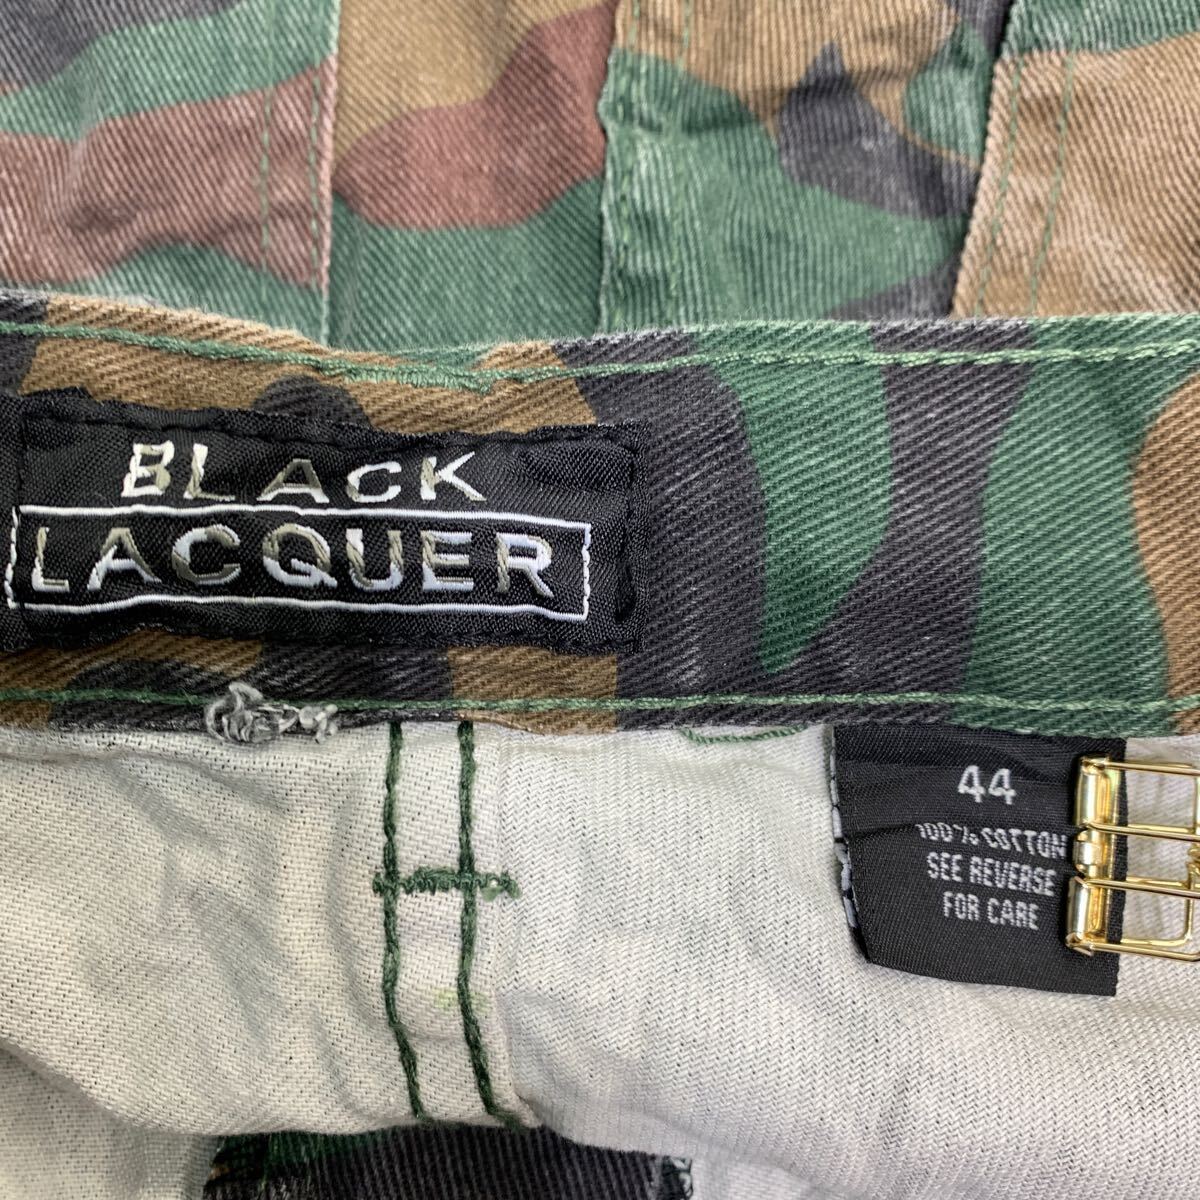 BLACK
LACQUER
44
100% COTTON
SEE REVERSE
FOR CARE